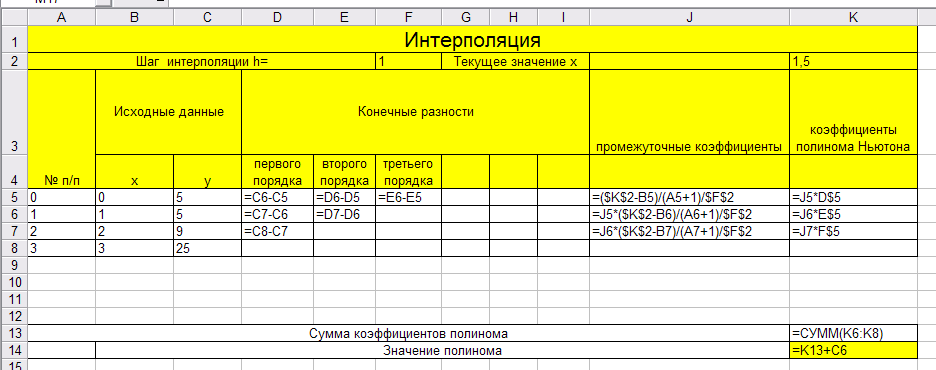 A B C D E F G H I J K
1 Интерполяция
2 Шаг интерполяции h= 1 Текущее значение x 1,5
Исходные данные Конечные разности
коэффициенты
3 промежуточные коэффициенты полинома Ньютона
первого второго третьего
4 № п/п x y порядка порядка порядка
5 0 0 5 =C6-C5 =D6-D5 =E6-E5 =($K$2-B5)/(A5+1)/$F$2 =J5*D$5
6 1 1 5 =C7-C6 =D7-D6 =J5*($K$2-B6)/(A6+1)/$F$2 =J6*E$5
7 2 2 9 =C8-C7 =J6*($K$2-B7)/(A7+1)/$F$2 =J7*F$5
8 3 3 25
9
10
11
12
13 Сумма коэффициентов полинома =СУММ(K6:K8)
14 Значение полинома =K13+C6
15